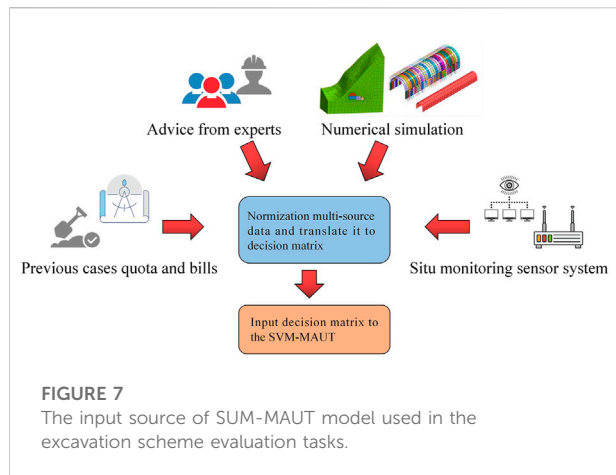 Advice from experts
Numerical simulation
Normization multi-source
data and translate it to
decision matrix
Previous cases quota and bills
Situ monitoring sensor system
Input decision matrix to
the SVM-MAUT
FIGURE 7
The input source of SUM-MAUT model used in the
excavation scheme evaluation tasks.